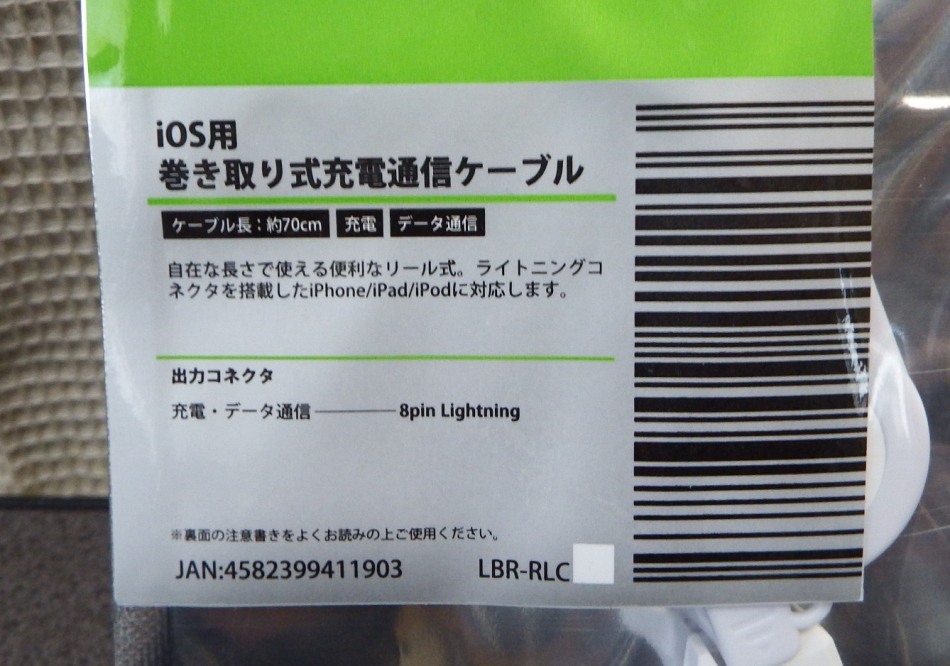 iOS用
巻き取り式充電通信ケーブル
ケーブル長：約70cm 充電 データ通信
自在な長さで使える便利なリール式。ライトニングコ
ネクタを搭載したiPhone/iPad/iPodに対応します。
出力コネクタ
充電・データ通信 ———— 8pin Lightning
※裏面の注意書きをよくお読みの上ご使用ください。
JAN:4582399411903 LBR-RLC